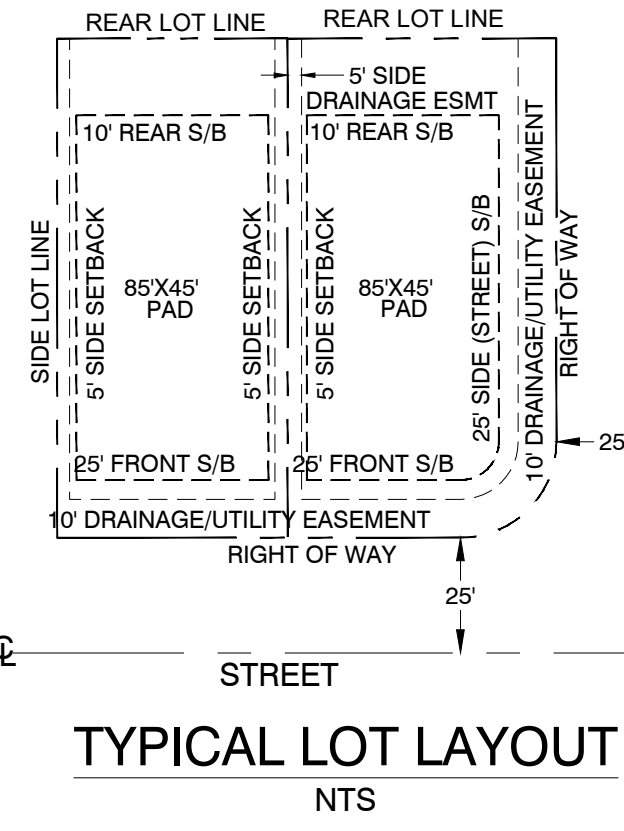 REAR LOT LINE
REAR LOT LINE
5' SIDE
DRAINAGE ESMT
10' REAR S/B
10' REAR S/B
SIDE LOT LINE
5' SIDE SETBACK
85'X45'
PAD
5' SIDE SETBACK
5' SIDE SETBACK
85'X45'
PAD
25' SIDE (STREET) S/B
10' DRAINAGE/UTILITY EASEMENT
RIGHT OF WAY
25
25' FRONT S/B
25' FRONT S/B
10' DRAINAGE/UTILITY EASEMENT
RIGHT OF WAY
25'
℄
STREET
TYPICAL LOT LAYOUT
NTS